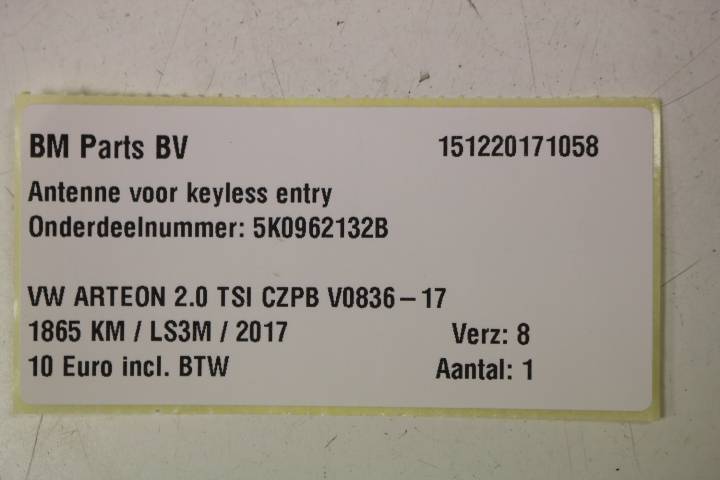 BM Parts BV 151220171058
Antenne voor keyless entry
Onderdeelnummer: 5K0962132B
VW ARTEON 2.0 TSI CZPB V0836 – 17
1865 KM / LS3M / 2017 Verz: 8
10 Euro incl. BTW Aantal: 1